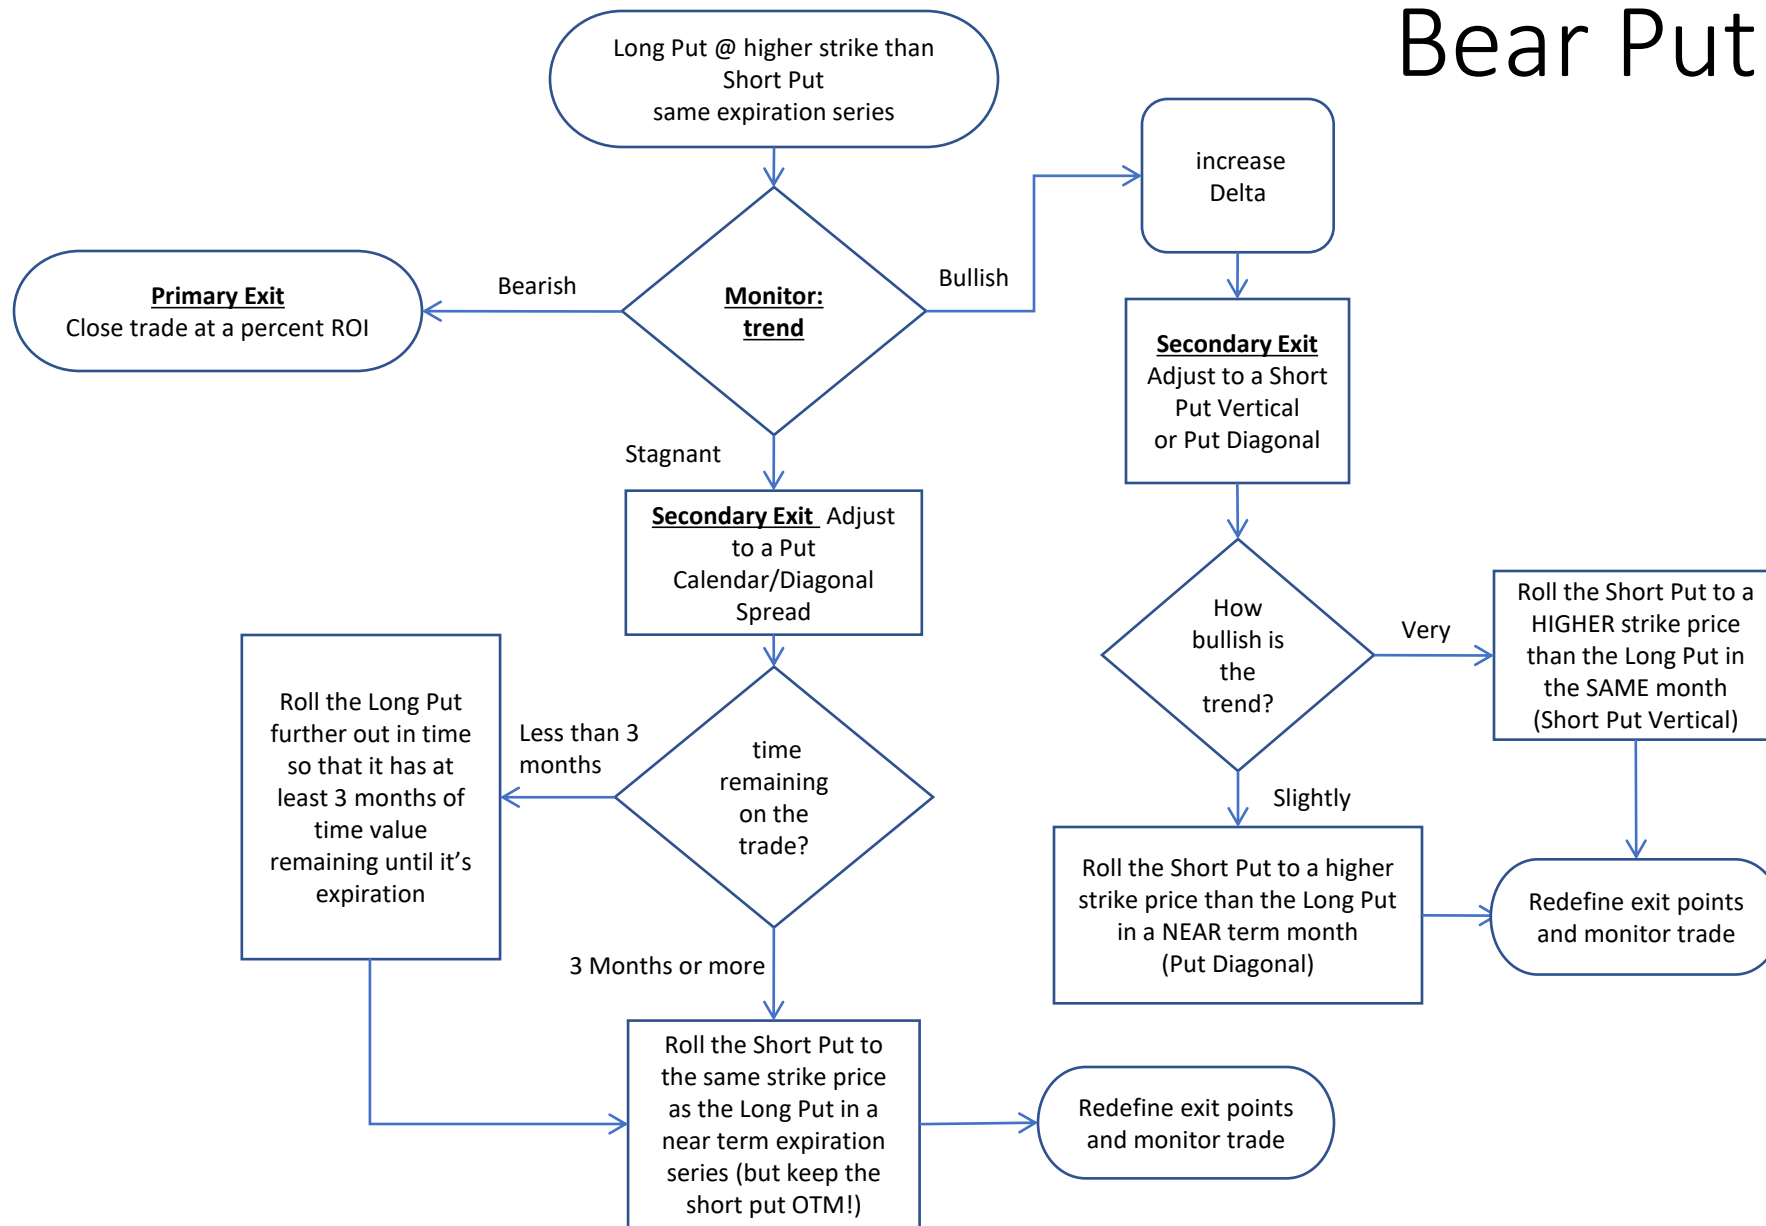 Bear Put
Long Put @ higher strike than
Short Put
same expiration series
increase
Delta
Bearish
Bullish
Primary Exit
Close trade at a percent ROI
Monitor:
trend
Secondary Exit
Adjust to a Short
Put Vertical
or Put Diagonal
Stagnant
Secondary Exit  Adjust
to a Put
Calendar/Diagonal
Spread
How
bullish is
the
trend?
Very
Roll the Short Put to a
HIGHER strike price
than the Long Put in
the SAME month
(Short Put Vertical)
Roll the Long Put
further out in time
so that it has at
least 3 months of
time value
remaining until it’s
expiration
Less than 3
months
time
remaining
on the
trade?
Slightly
Roll the Short Put to a higher
strike price than the Long Put
in a NEAR term month
(Put Diagonal)
Redefine exit points
and monitor trade
3 Months or more
Roll the Short Put to
the same strike price
as the Long Put in a
near term expiration
series (but keep the
short put OTM!)
Redefine exit points
and monitor trade